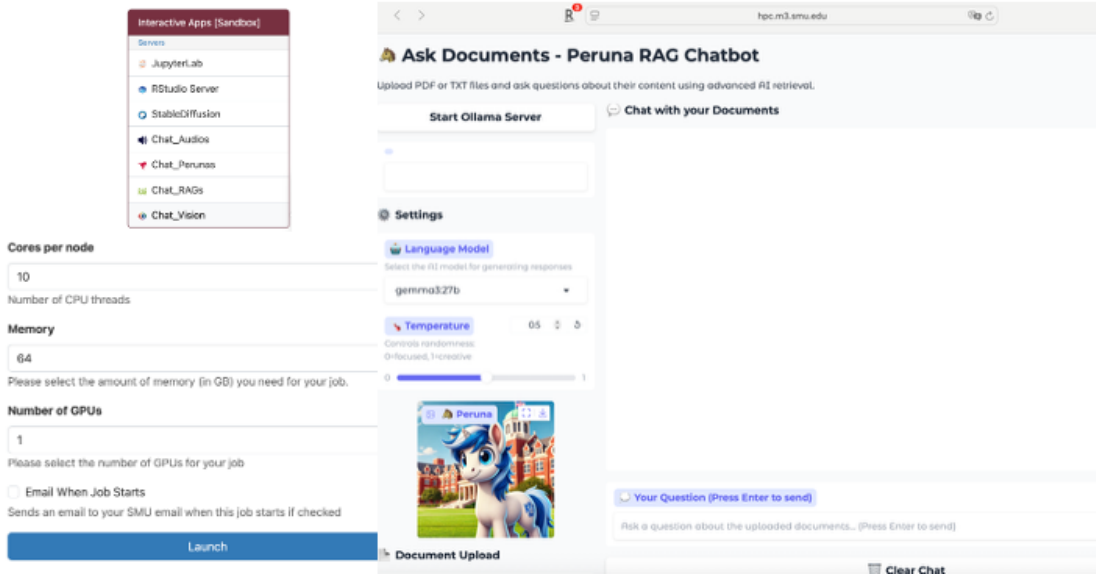 Interactive Apps [Sandbox]
Servers
JupyterLab
RStudio Server
StableDiffusion
Chat_Audios
Chat_Perunas
Chat_RAGs
Chat_Vision
Cores per node
10
Number of CPU threads
Memory
64
Please select the amount of memory (in GB) you need for your job.
Number of GPUs
1
Please select the number of GPUs for your job
Email When Job Starts
Sends an email to your SMU email when this job starts if checked
Launch
hpc.m3.smu.edu
Ask Documents - Peruna RAG Chatbot
Upload PDF or TXT files and ask questions about their content using advanced AI retrieval.
Start Ollama Server
Settings
Language Model
Select the AI model for generating responses
gemma3:27b
Temperature
0.5
Controls randomness:
0=focused, 1=creative
0
1
Peruna
Document Upload
Chat with your Documents
Your Question (Press Enter to send)
Ask a question about the uploaded documents... (Press Enter to send)
Clear Chat